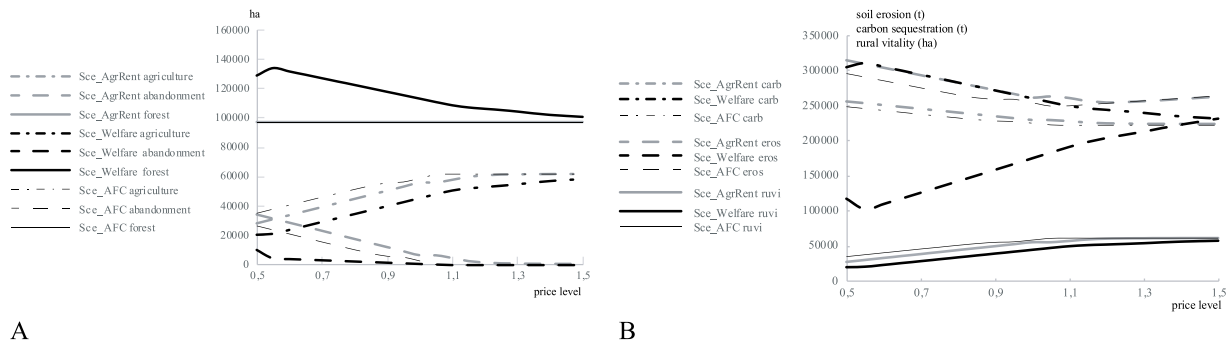 ha
160000
140000
120000
100000
80000
60000
40000
20000
0
0,5
0,7
0,9
1,1
1,3
1,5
price level
Sce_AgrRent agriculture
Sce_AgrRent abandonment
Sce_AgrRent forest
Sce_Welfare agriculture
Sce_Welfare abandonment
Sce_Welfare forest
Sce_AFC agriculture
Sce_AFC abandonment
Sce_AFC forest
A
soil erosion (t)
carbon sequestration (t)
rural vitality (ha)
350000
300000
250000
200000
150000
100000
50000
0
0,5
0,7
0,9
1,1
1,3
1,5
price level
Sce_AgrRent carb
Sce_Welfare carb
Sce_AFC carb
Sce_AgrRent eros
Sce_Welfare eros
Sce_AFC eros
Sce_AgrRent ruvi
Sce_Welfare ruvi
Sce_AFC ruvi
B